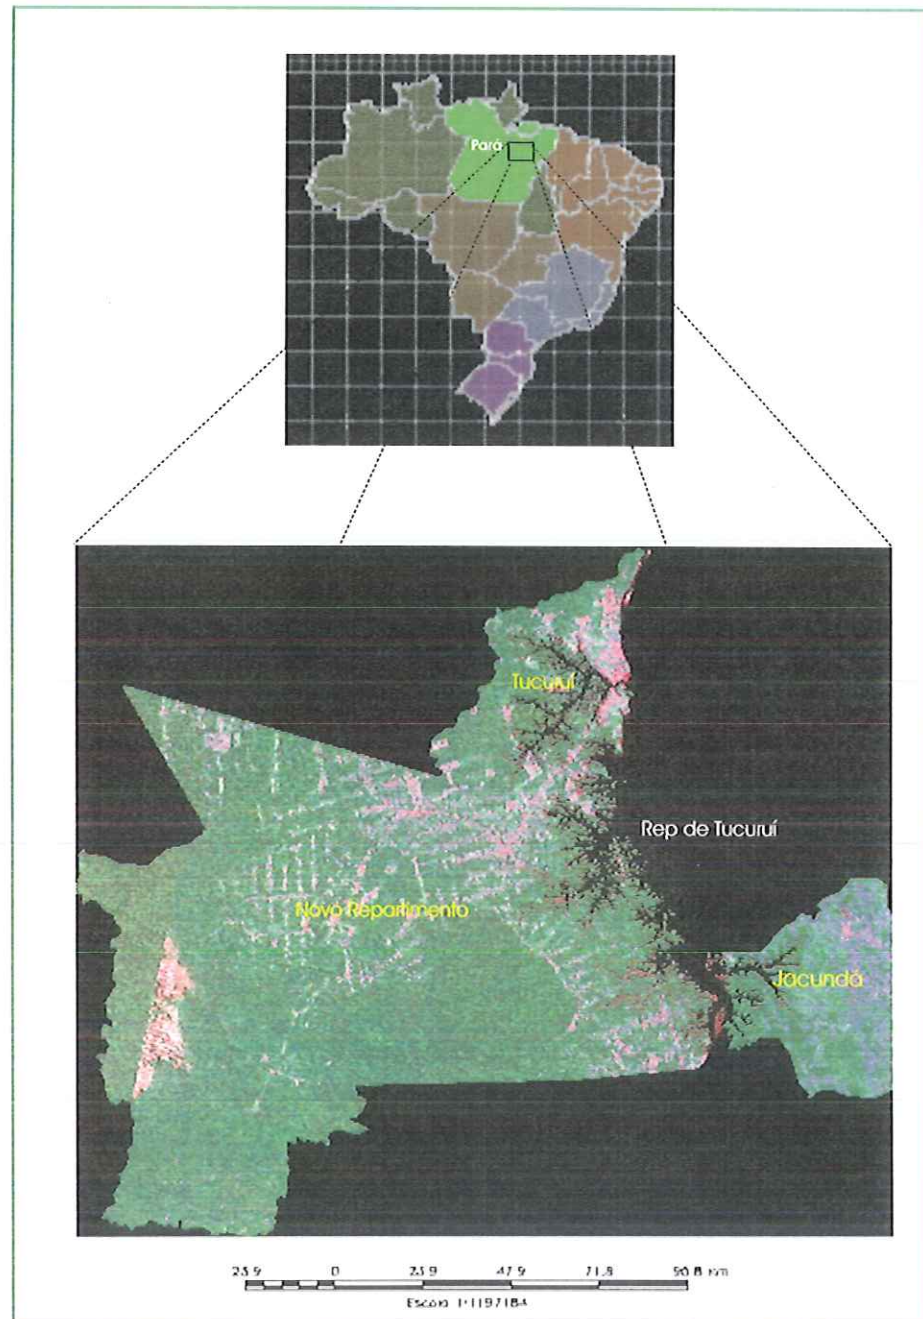 Pará
Tucuruí
Rep de Tucuruí
Novo Repartimento
Jacundá
23.9 0 23.9 47.9 71.8 95.8 km
Escala 1:1197184